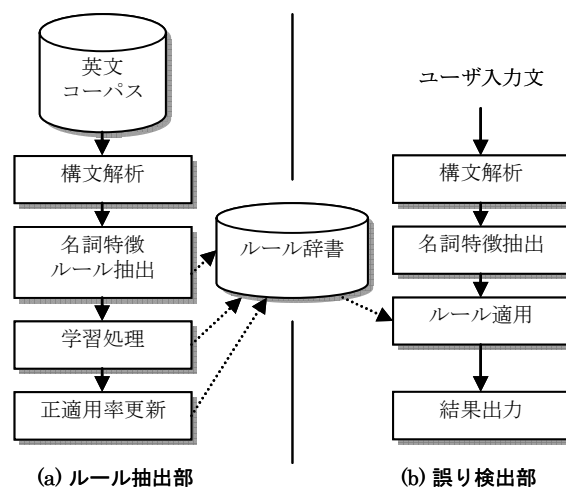 英文
コーパス
構文解析
名詞特徴
ルール抽出
学習処理
正適用率更新
(a) ルール抽出部
ルール辞書
ユーザ入力文
構文解析
名詞特徴抽出
ルール適用
結果出力
(b) 誤り検出部